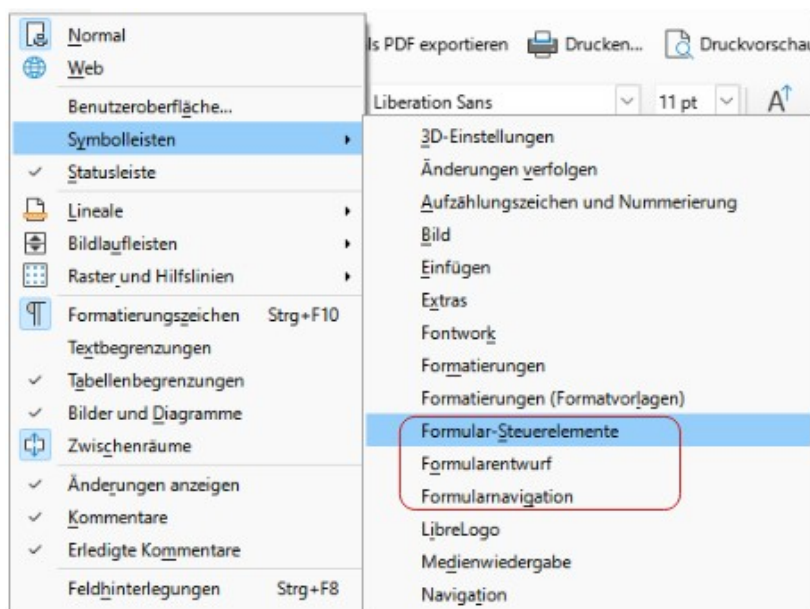 Normal
Web
Benutzeroberfläche...
Symbolleisten
Statusleiste
Lineale
Bildlaufleisten
Raster und Hilfslinien
Formatierungszeichen Strg+F10
Textbegrenzungen
Tabellenbegrenzungen
Bilder und Diagramme
Zwischenräume
Änderungen anzeigen
Kommentare
Erledigte Kommentare
Feldhinterlegungen Strg+F8
ls PDF exportieren Drucken... Druckvorschau
Liberation Sans 11 pt A
3D-Einstellungen
Änderungen verfolgen
Aufzählungszeichen und Nummerierung
Bild
Einfügen
Extras
Fontwork
Formatierungen
Formatierungen (Formatvorlagen)
Formular-Steuerelemente
Formularentwurf
Formularnavigation
LibreLogo
Medienwiedergabe
Navigation